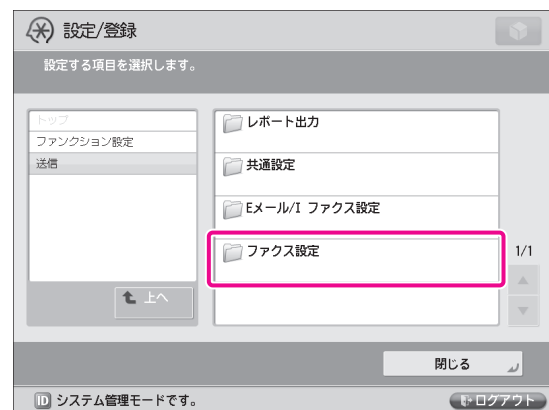 設定/登録
設定する項目を選択します。
トップ
ファンクション設定
送信
上へ
レポート出力
共通設定
Eメール/I ファクス設定
ファクス設定
1/1
閉じる
ID システム管理モードです。
ログアウト